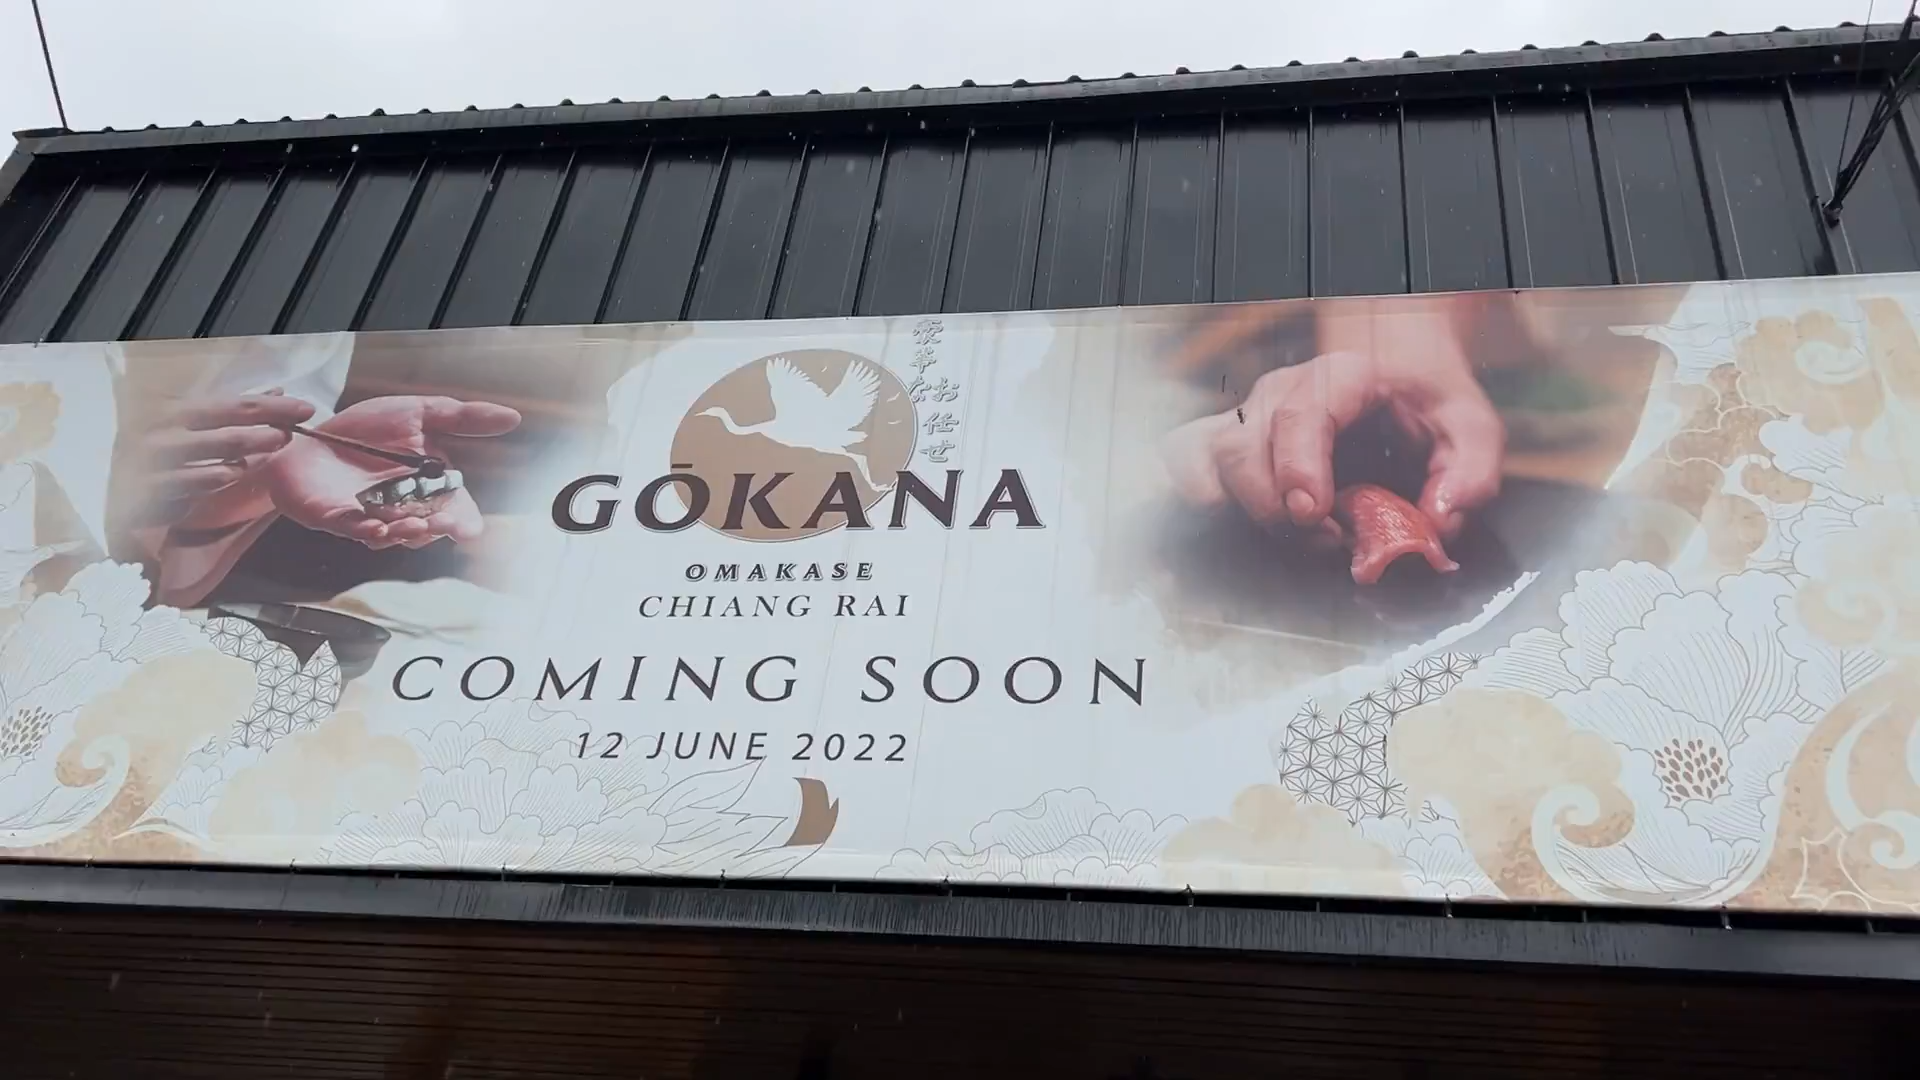 豪華な
お任せ
GŌKANA
OMAKASE
CHIANG RAI
COMING SOON
12 JUNE 2022